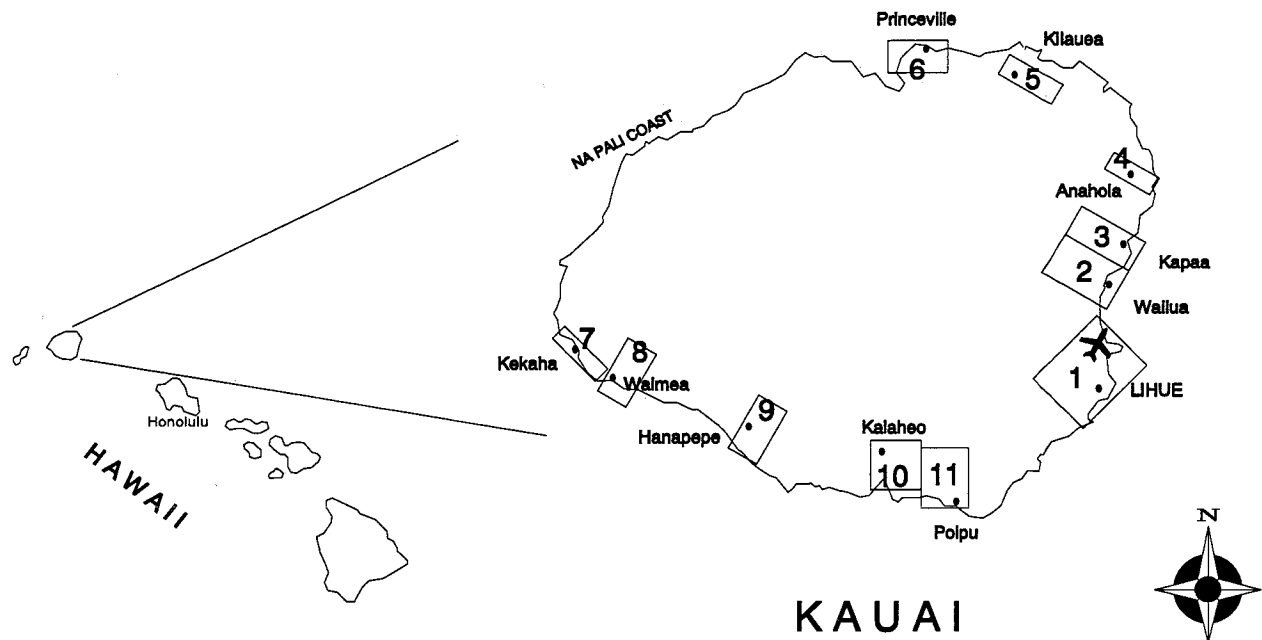 Princeville
6
Kilauea
5
NA PALI COAST
4
Anahola
3
Kapaa
2
Wailua
1
LIHUE
7
Kekaha
8
Waimea
9
Hanapepe
Kalaheo
10
11
Poipu
Honolulu
HAWAII
N
KAUAI